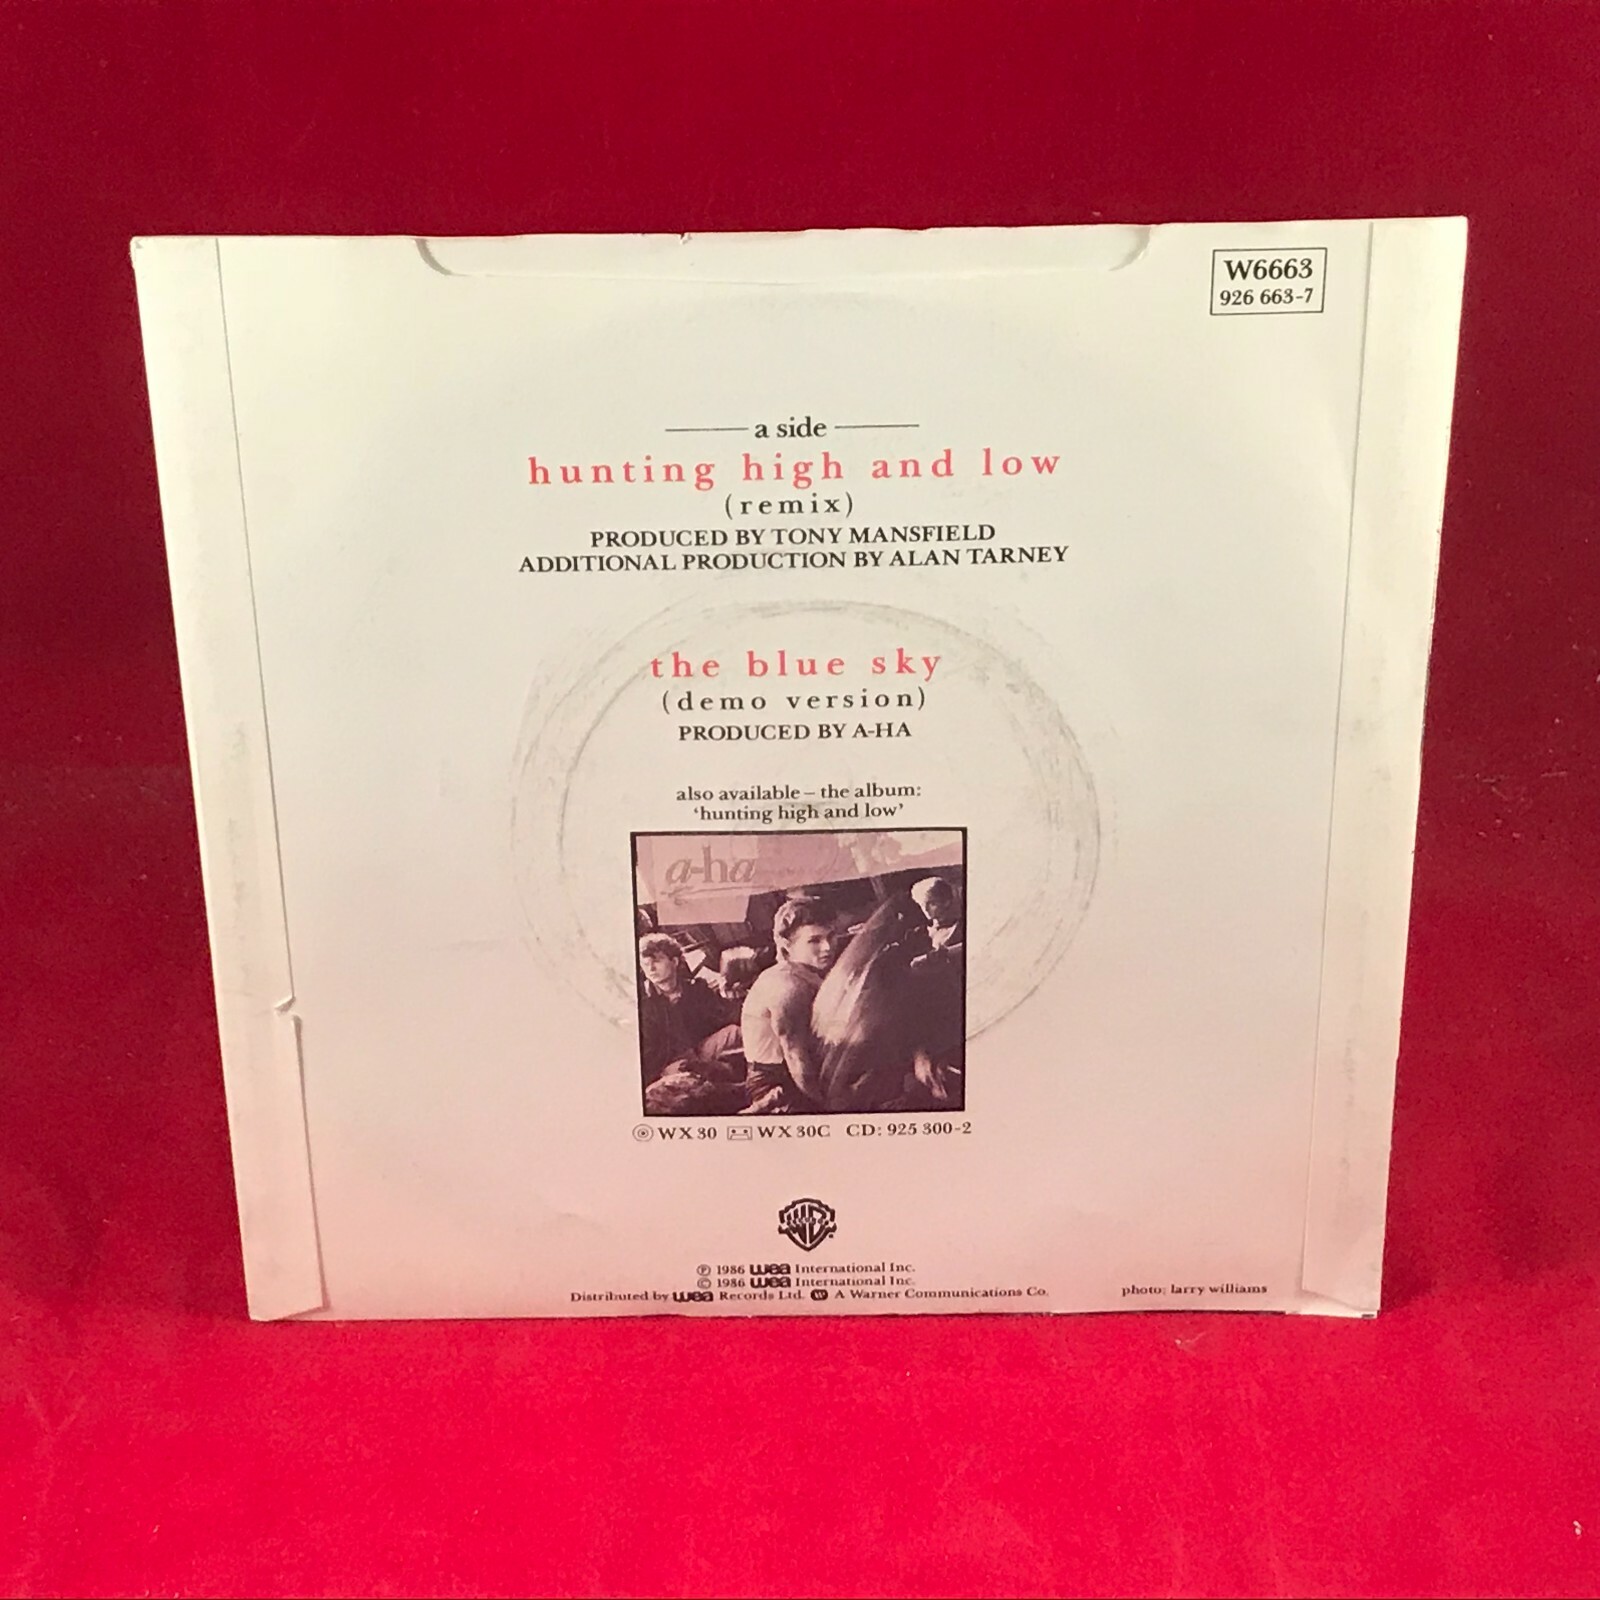 W6663
926 663-7
a side
hunting high and low
(remix)
PRODUCED BY TONY MANSFIELD
ADDITIONAL PRODUCTION BY ALAN TARNEY
the blue sky
(demo version)
PRODUCED BY A-HA
also available – the album:
‘hunting high and low’
a-ha
WX 30 WX 30C CD: 925 300-2
℗ 1986 wea International Inc.
© 1986 wea International Inc.
Distributed by wea Records Ltd. A Warner Communications Co.
photo: larry williams